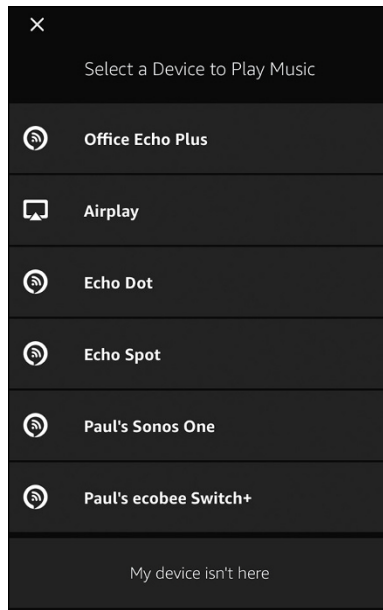 Select a Device to Play Music
Office Echo Plus
Airplay
Echo Dot
Echo Spot
Paul's Sonos One
Paul's ecobee Switch+
My device isn't here